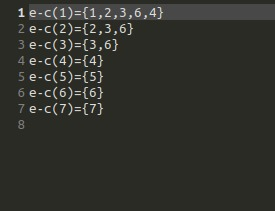 1 e-c(1)={1,2,3,6,4}
2 e-c(2)={2,3,6}
3 e-c(3)={3,6}
4 e-c(4)={4}
5 e-c(5)={5}
6 e-c(6)={6}
7 e-c(7)={7}
8